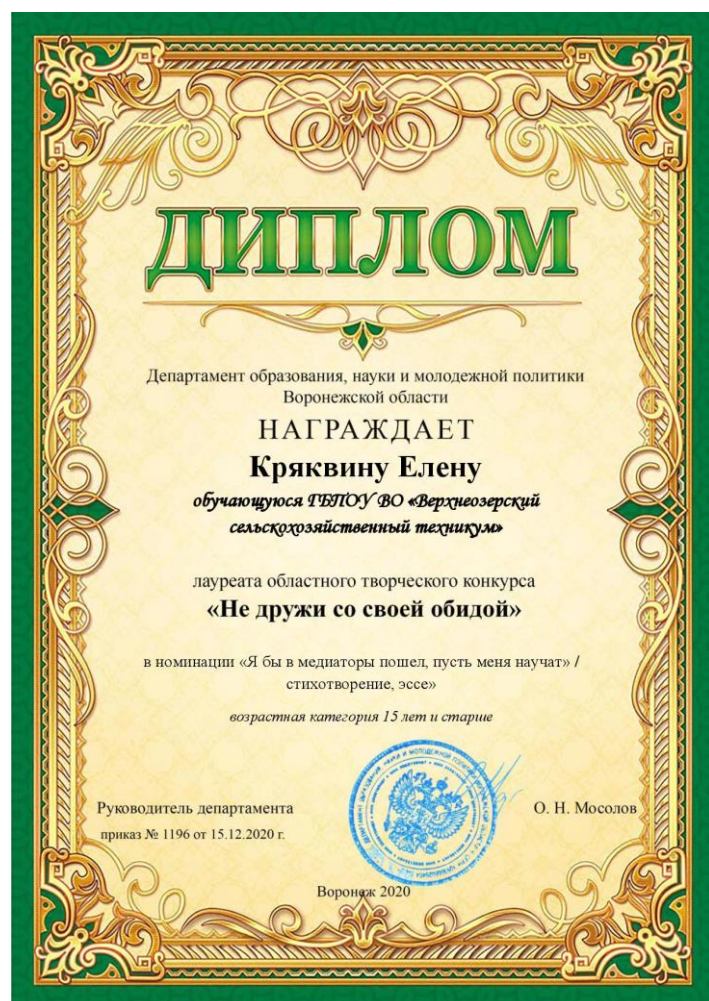 ДИПЛОМ
Департамент образования, науки и молодежной политики
Воронежской области
НАГРАЖДАЕТ
Кряквину Елену
обучающуюся ГБПОУ ВО «Верхнеозерский
сельскохозяйственный техникум»
лауреата областного творческого конкурса
«Не дружи со своей обидой»
в номинации «Я бы в медиаторы пошел, пусть меня научат» /
стихотворение, эссе»
возрастная категория 15 лет и старше
Руководитель департамента
О. Н. Мосолов
приказ № 1196 от 15.12.2020 г.
Воронеж 2020